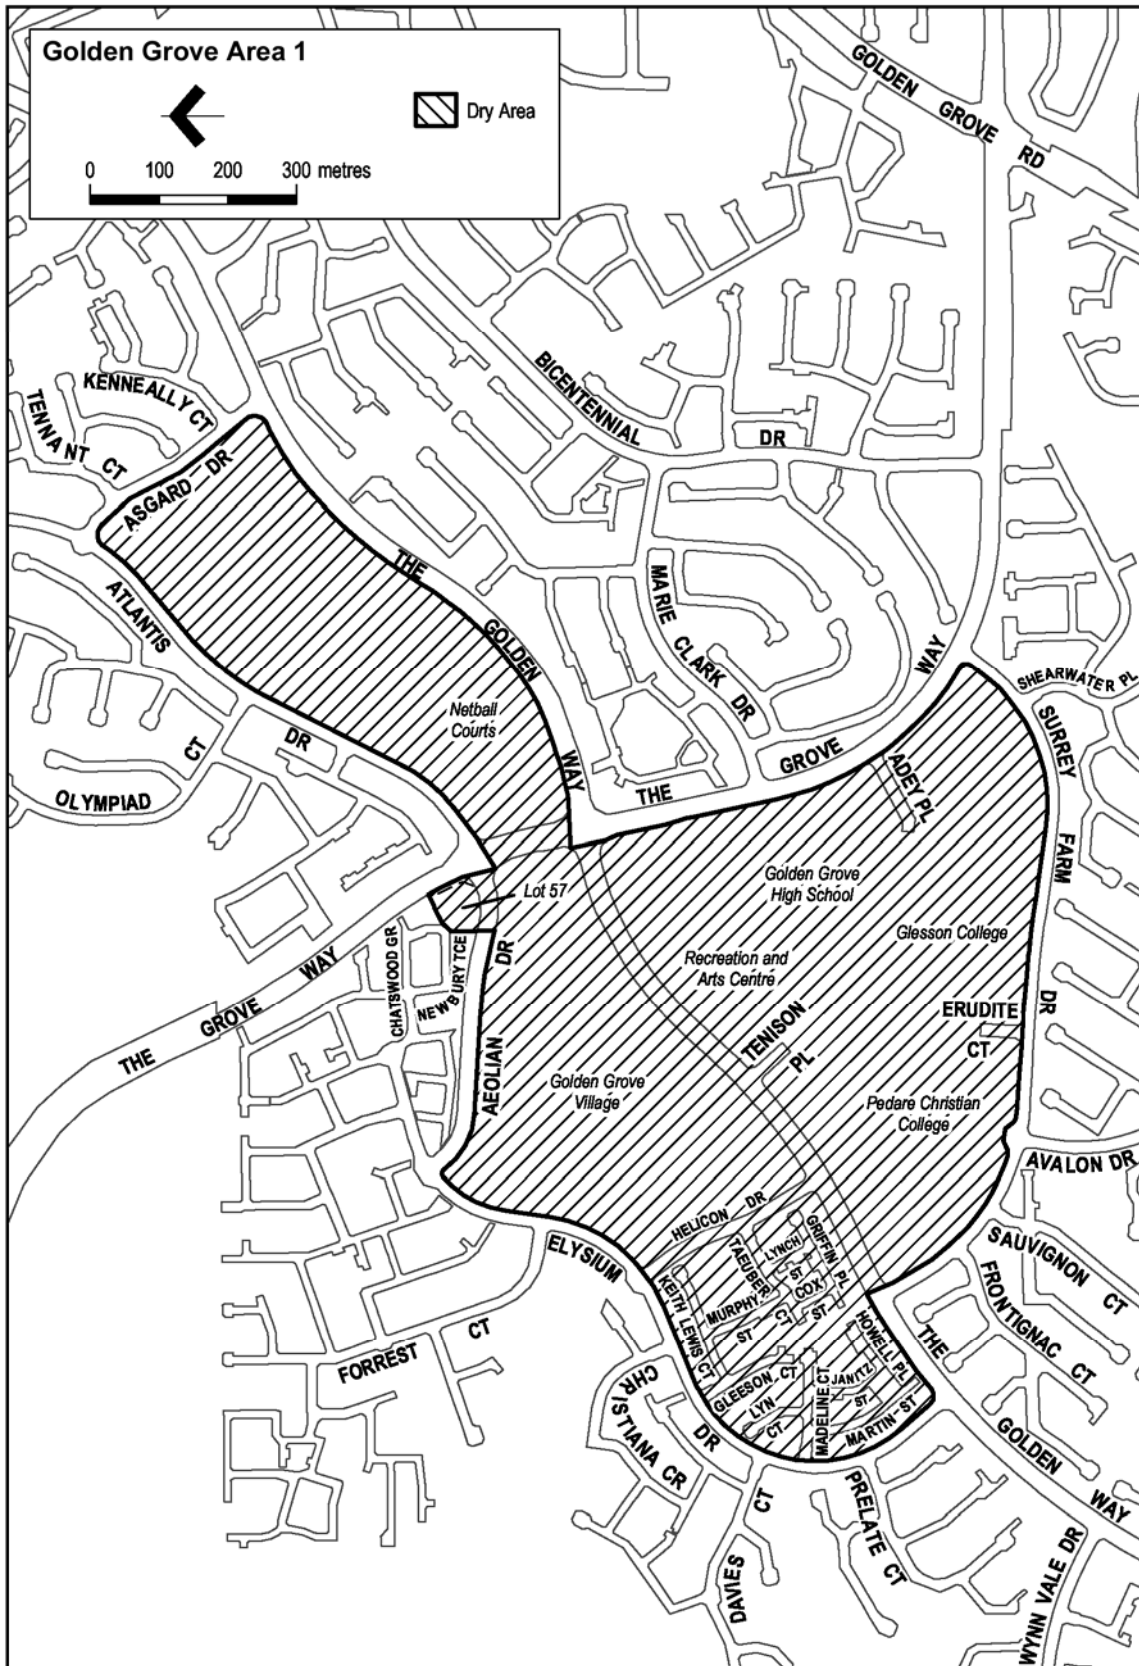 Golden Grove Area 1
Dry Area
0 100 200 300 metres
GOLDEN GROVE RD
KENNEALLY CT
TENNANT CT
ASGARD DR
BICENTENNIAL DR
ATLANTIS DR
THE GOLDEN WAY
MARIE CLARK DR
SHEARWATER PL
SURREY FARM DR
Netball
Courts
OLYMPIAD CT
THE GROVE WAY
ADEY PL
Golden Grove
High School
Lot 57
Glesson College
Recreation and
Arts Centre
CHATSWOOD GR
NEWBURY TCE
THE GROVE WAY
AEOLIAN DR
TENISON PL
ERUDITE CT
Golden Grove
Village
Pedare Christian
College
AVALON DR
HELICON DR
ELYSIUM DR
TAEUBER CT
LYNCH ST
GRIFFIN PL
COX ST
MURPHY ST
KEITH LEWIS CT
SAUVIGNON CT
FRONTIGNAC CT
FORREST CT
HOWELL PL
THE GOLDEN WAY
GLEESON CT
JANITZ ST
LYN CT
MADELINE CT
MARTIN ST
CHRISTIANA CR
PRELATE CT
DAVIES CT
WYNN VALE DR